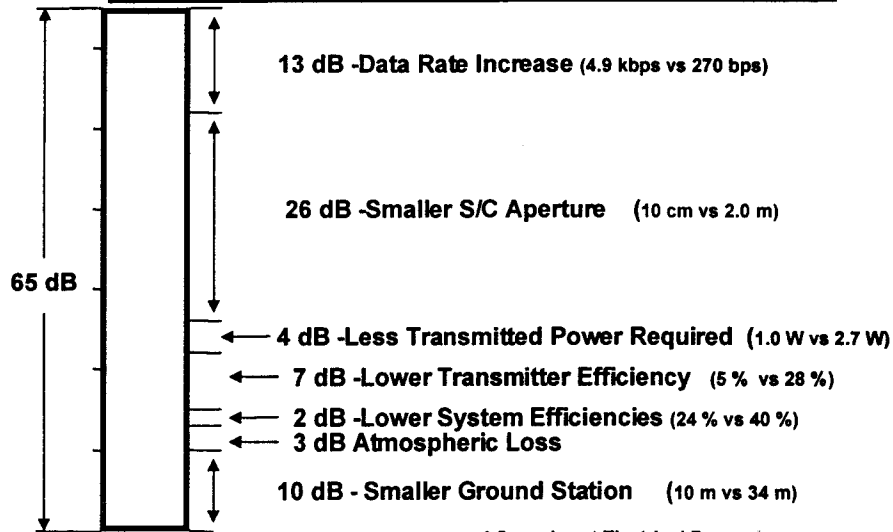 13 dB -Data Rate Increase (4.9 kbps vs 270 bps)
26 dB -Smaller S/C Aperture (10 cm vs 2.0 m)
65 dB
4 dB -Less Transmitted Power Required (1.0 W vs 2.7 W)
7 dB -Lower Transmitter Efficiency (5 % vs 28 %)
2 dB -Lower System Efficiencies (24 % vs 40 %)
3 dB Atmospheric Loss
10 dB - Smaller Ground Station (10 m vs 34 m)